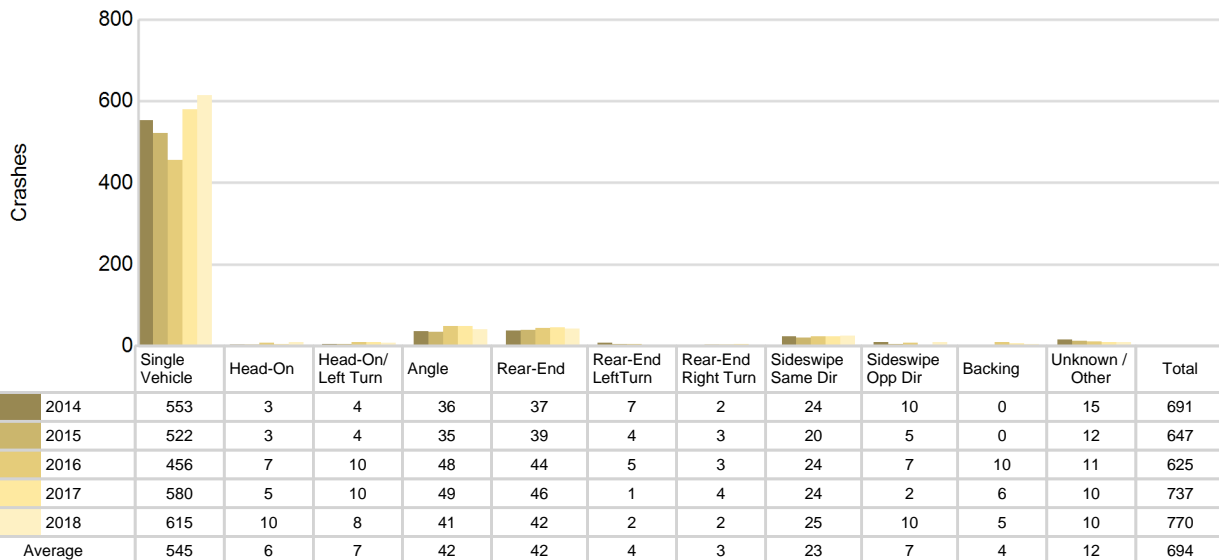 800
600
400
200
0
Crashes
Single Vehicle Head-On Head-On/ Left Turn Angle Rear-End Rear-End LeftTurn Rear-End Right Turn Sideswipe Same Dir Sideswipe Opp Dir Backing Unknown / Other Total
2014 553 3 4 36 37 7 2 24 10 0 15 691
2015 522 3 4 35 39 4 3 20 5 0 12 647
2016 456 7 10 48 44 5 3 24 7 10 11 625
2017 580 5 10 49 46 1 4 24 2 6 10 737
2018 615 10 8 41 42 2 2 25 10 5 10 770
Average 545 6 7 42 42 4 3 23 7 4 12 694